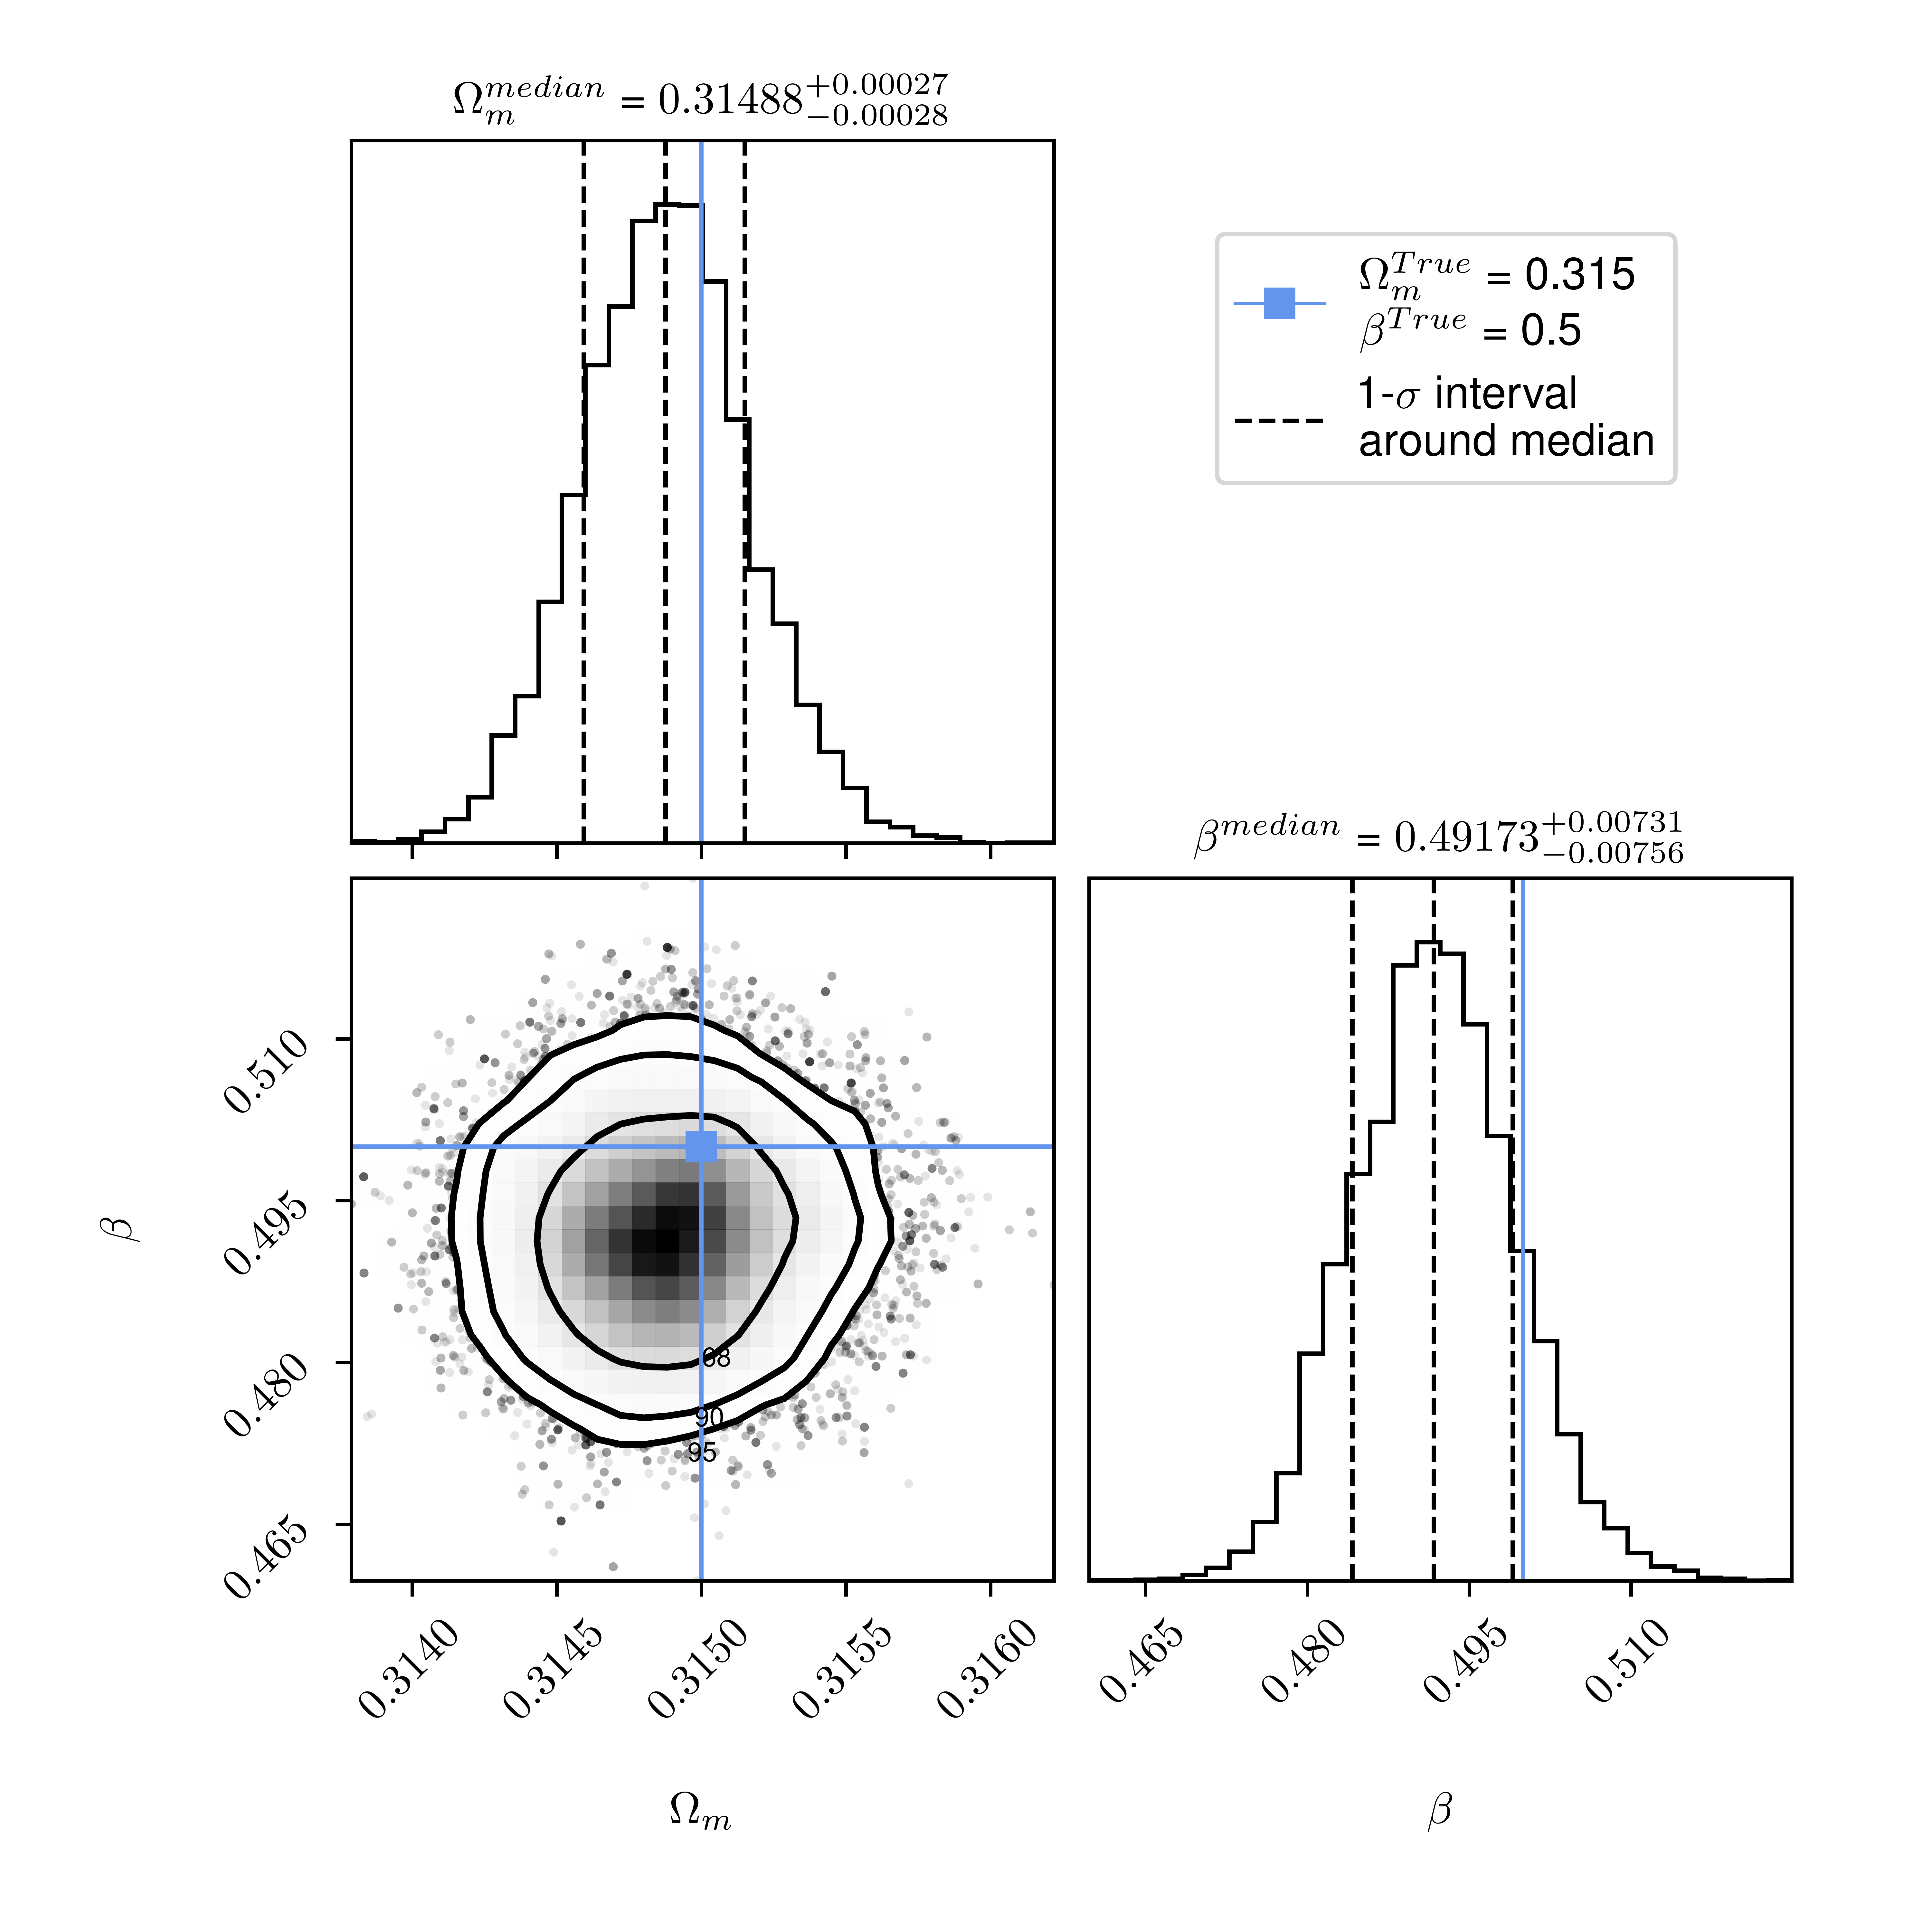 Ω_m^{median} = 0.31488^{+0.00027}_{−0.00028}
Ω_m^{True} = 0.315
β^{True} = 0.5
1-σ interval
around median
β^{median} = 0.49173^{+0.00731}_{−0.00756}
β
0.510
0.495
0.480
0.465
68
90
95
0.3140
0.3145
0.3150
0.3155
0.3160
Ω_m
0.465
0.480
0.495
0.510
β